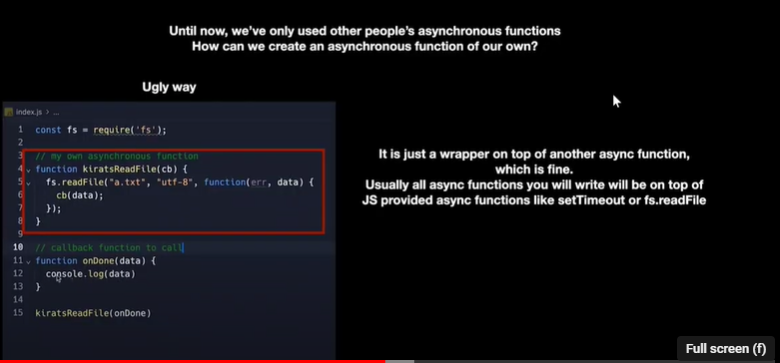 Until now, we've only used other people's asynchronous functions
How can we create an asynchronous function of our own?
Ugly way
index.js > ...
1 const fs = require('fs');
2
3 // my own asynchronous function
4 function kiratsReadFile(cb) {
5 fs.readFile("a.txt", "utf-8", function(err, data) {
6 cb(data);
7 });
8 }
9
10 // callback function to call
11 function onDone(data) {
12 console.log(data)
13 }
14
15 kiratsReadFile(onDone)
It is just a wrapper on top of another async function,
which is fine.
Usually all async functions you will write will be on top of
JS provided async functions like setTimeout or fs.readFile
Full screen (f)